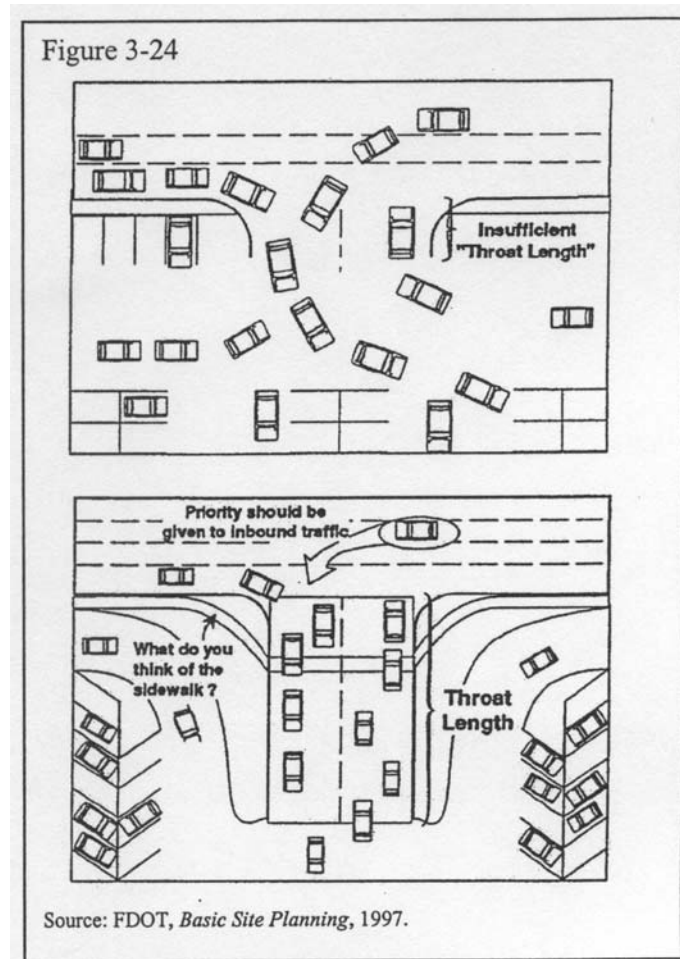 Figure 3-24
Insufficient
"Throat Length"
Priority should be
given to inbound traffic.
What do you
think of the
sidewalk ?
Throat
Length
Source: FDOT, Basic Site Planning, 1997.